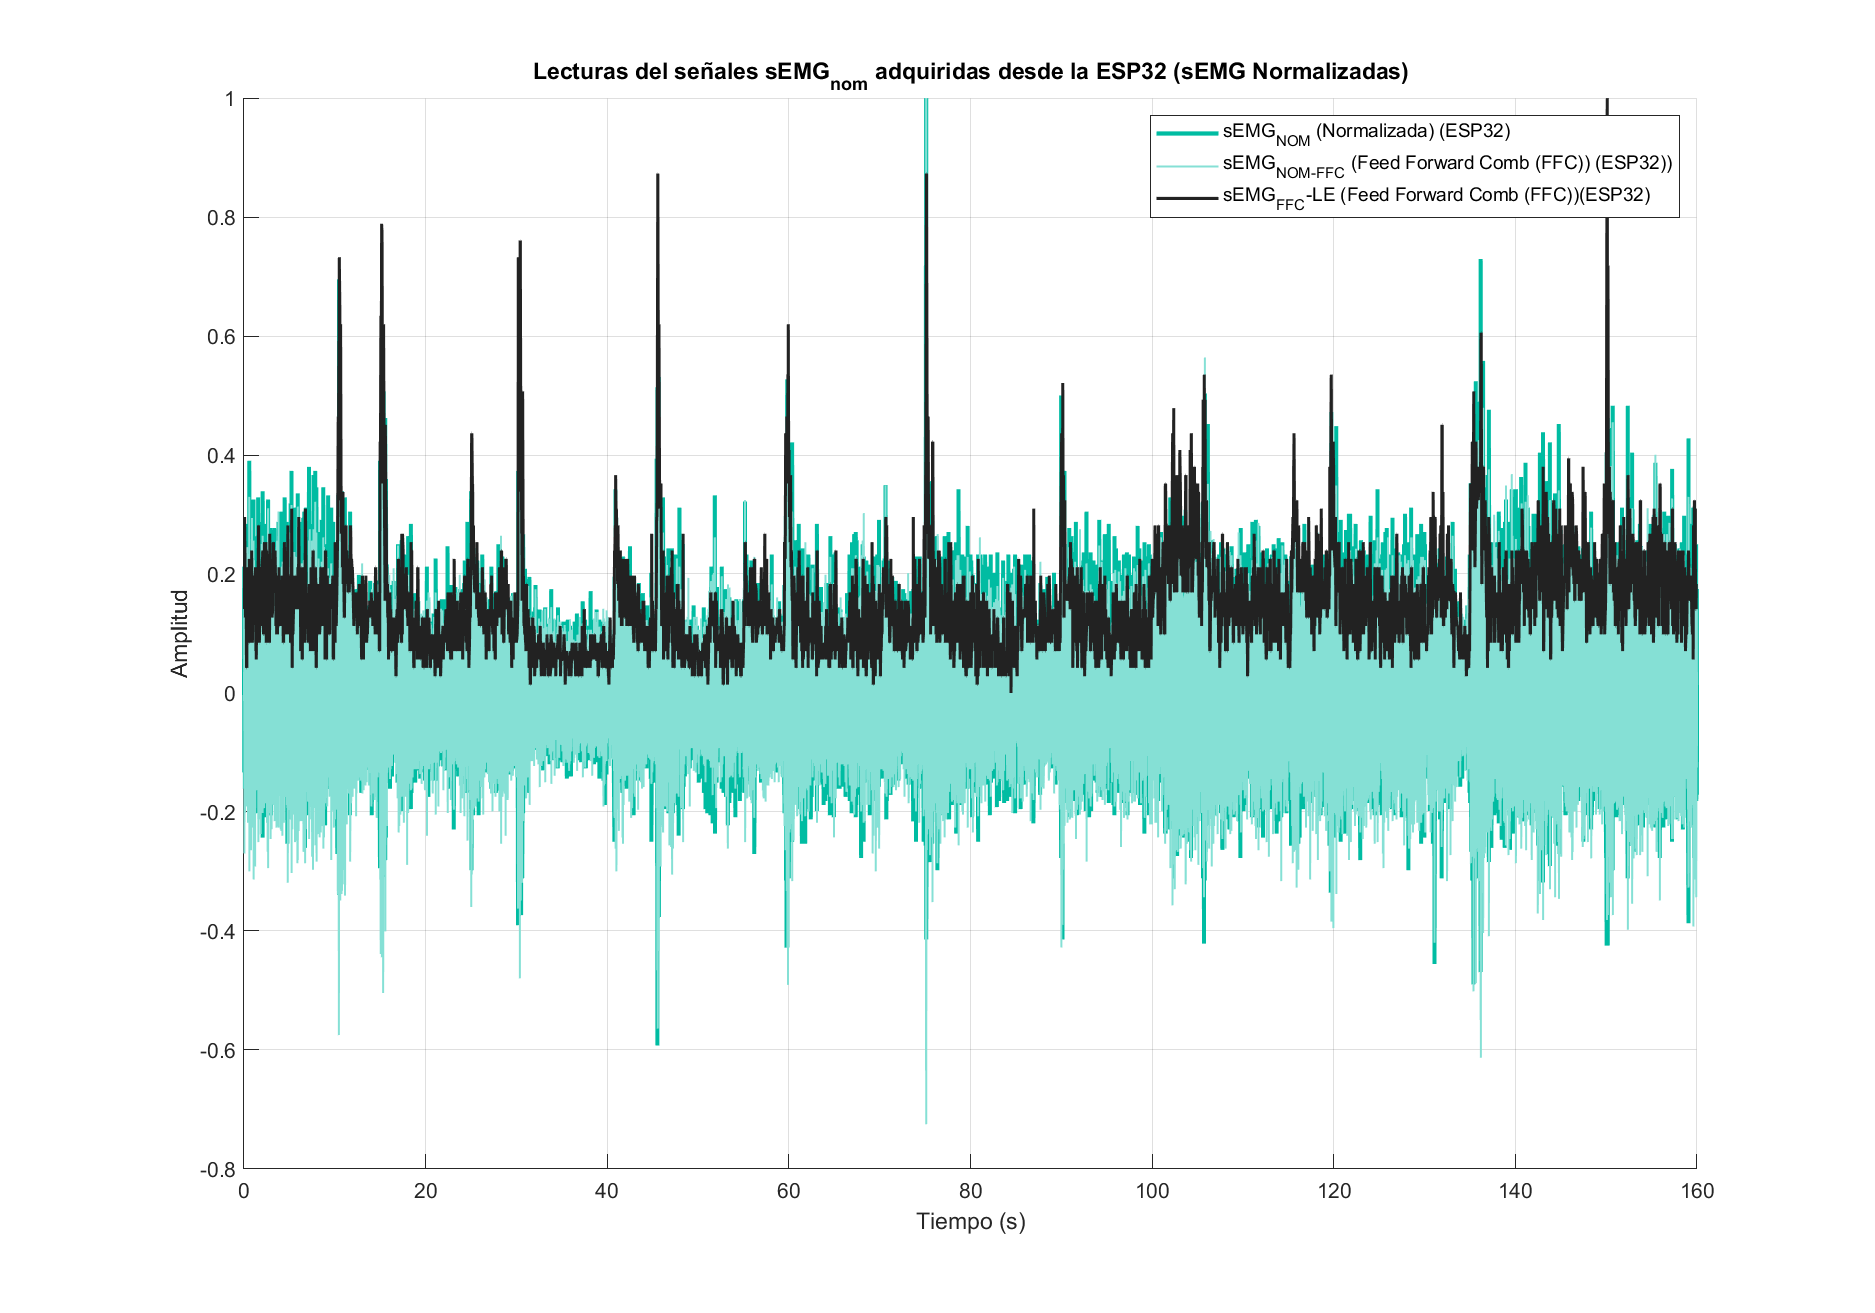 Lecturas del señales sEMGnom adquiridas desde la ESP32 (sEMG Normalizadas)
sEMGNOM (Normalizada) (ESP32)
sEMGNOM-FFC (Feed Forward Comb (FFC)) (ESP32))
sEMGFFC-LE (Feed Forward Comb (FFC))(ESP32)
1
0.8
0.6
0.4
0.2
0
-0.2
-0.4
-0.6
-0.8
Amplitud
0 20 40 60 80 100 120 140 160
Tiempo (s)